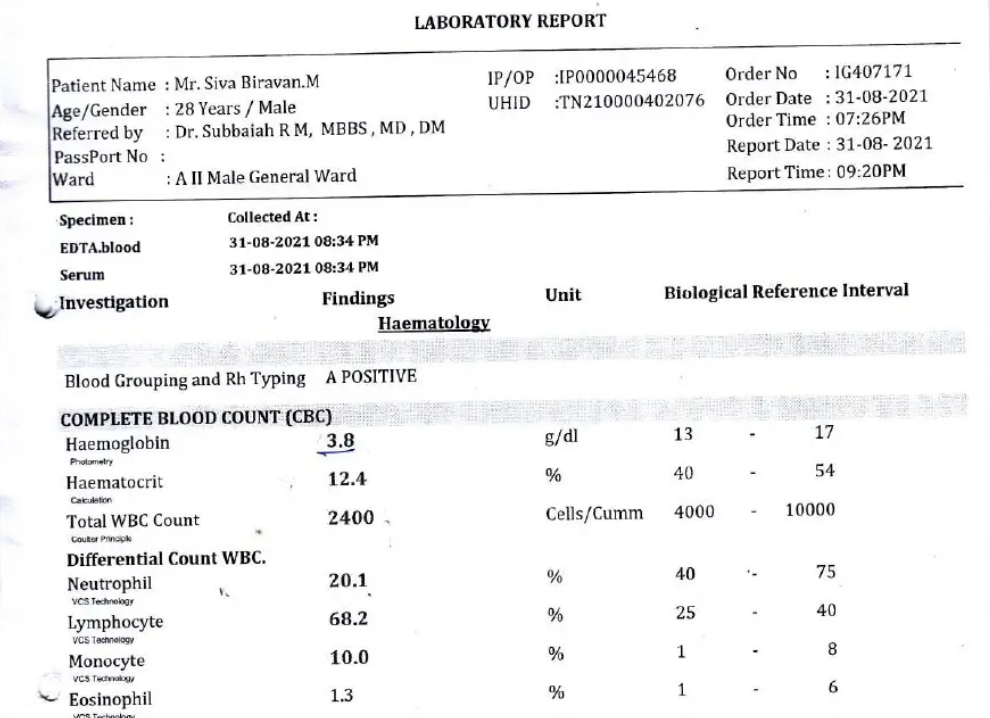 LABORATORY REPORT
Patient Name : Mr. Siva Biravan.M IP/OP :IP0000045468 Order No : IG407171
Age/Gender : 28 Years / Male UHID :TN210000402076 Order Date : 31-08-2021
Referred by : Dr. Subbaiah R M, MBBS , MD , DM Order Time : 07:26PM
PassPort No : Report Date : 31-08- 2021
Ward : A II Male General Ward Report Time : 09:20PM
Specimen : Collected At :
EDTA.blood 31-08-2021 08:34 PM
Serum 31-08-2021 08:34 PM
Investigation Findings Unit Biological Reference Interval
Haematology
Blood Grouping and Rh Typing A POSITIVE
COMPLETE BLOOD COUNT (CBC)
Haemoglobin 3.8 g/dl 13 - 17
Photometry
Haematocrit 12.4 % 40 - 54
Calculation
Total WBC Count 2400 Cells/Cumm 4000 - 10000
Coulter Principle
Differential Count WBC.
Neutrophil 20.1 % 40 - 75
VCS Technology
Lymphocyte 68.2 % 25 - 40
VCS Technology
Monocyte 10.0 % 1 - 8
VCS Technology
Eosinophil 1.3 % 1 - 6
VCS Technology